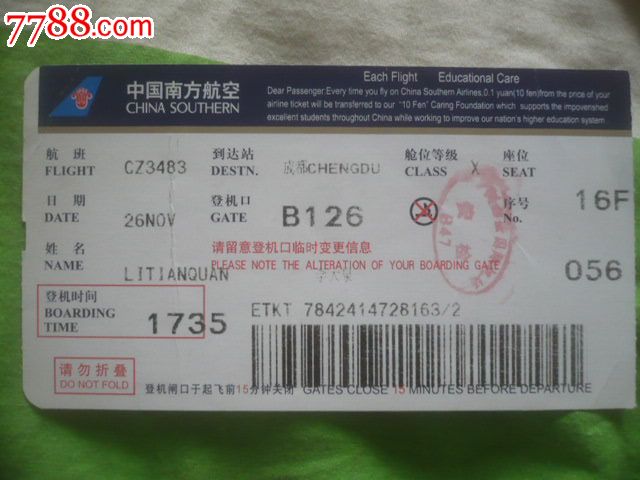 7788.com
中国南方航空
CHINA SOUTHERN
Each Flight Educational Care
Dear Passenger:Every time you fly on China Southern Airlines,0.1 yuan(10 fen)from the price of your
airline ticket will be transferred to our "10 Fen" Caring Foundation which supports the impoverished
excellent students throughout China while working to improve our nation's higher education system
航班 到达站 舱位等级 座位
FLIGHT CZ3483 DESTN. 成都CHENGDU CLASS X SEAT 16F
日期 登机口 序号
DATE 26NOV GATE B126 No. 056
姓名 请留意登机口临时变更信息
NAME LITIANQUAN PLEASE NOTE THE ALTERATION OF YOUR BOARDING GATE
登机时间
BOARDING
TIME 1735
ETKT 7842414728163/2
请勿折叠
DO NOT FOLD
登机闸口于起飞前15分钟关闭 GATES CLOSE 15 MINUTES BEFORE DEPARTURE